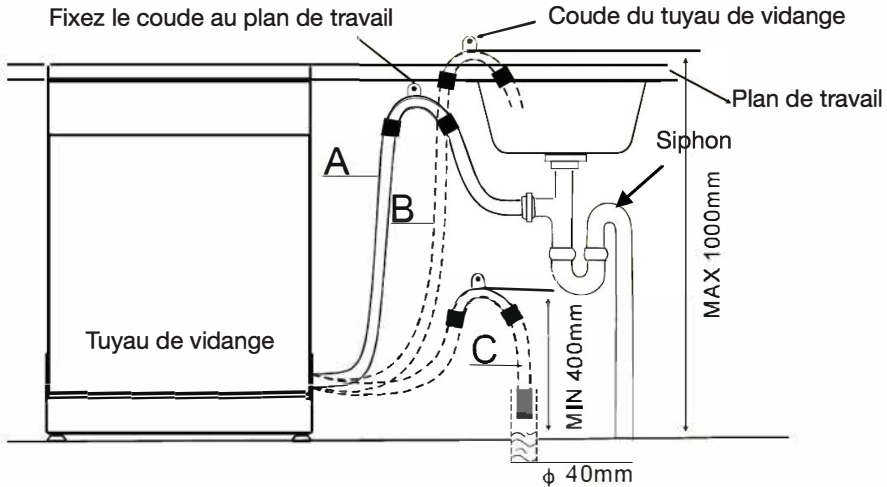 Fixez le coude au plan de travail
Coude du tuyau de vidange
Plan de travail
Siphon
A
B
MAX 1000mm
Tuyau de vidange
C
MIN 400mm
ϕ 40mm